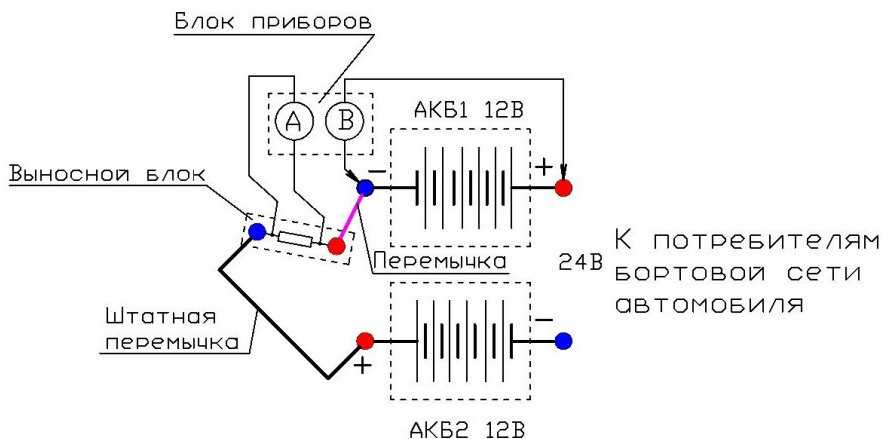 Блок приборов
АКБ1 12В
А
В
−
+
Выносной блок
Перемычка
24В
К потребителям
бортовой сети
автомобиля
Штатная
перемычка
+
−
АКБ2 12В